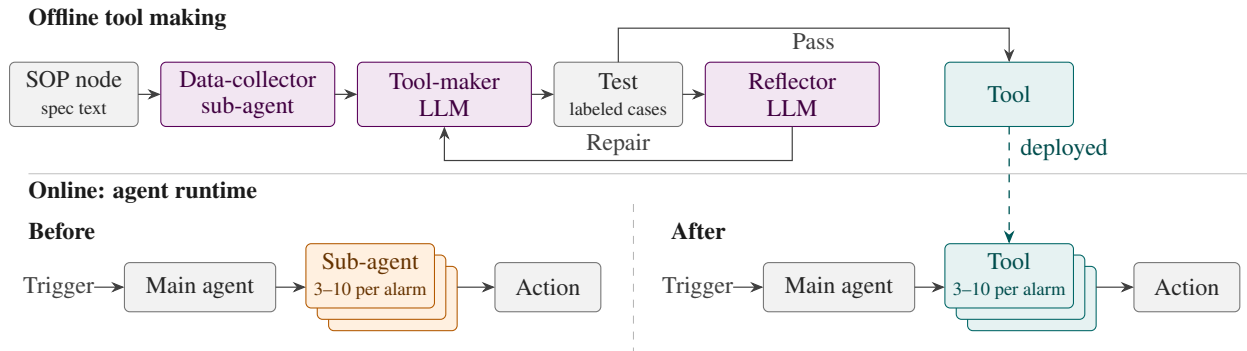 Offline tool making
Pass
SOP node
spec text
Data-collector
sub-agent
Tool-maker
LLM
Test
labeled cases
Reflector
LLM
Tool
Repair
deployed
Online: agent runtime
Before
Trigger
Main agent
Sub-agent
3–10 per alarm
Action
After
Trigger
Main agent
Tool
3–10 per alarm
Action